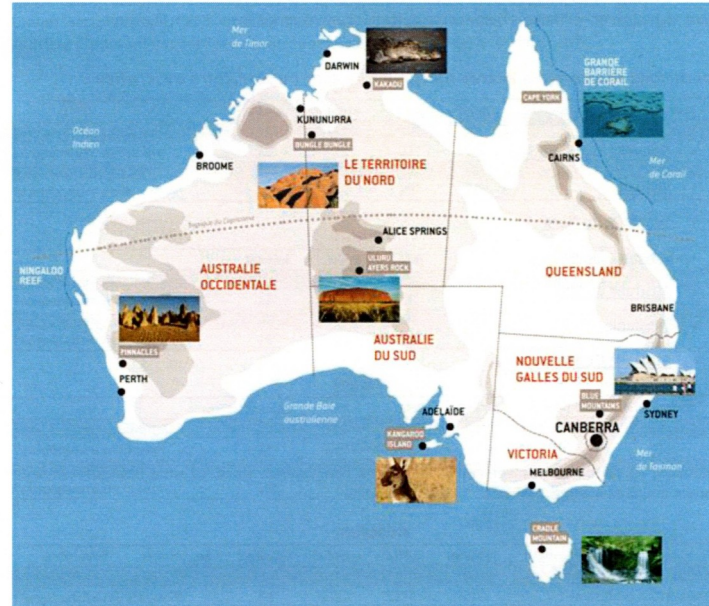 Mer
de Timor
DARWIN
KAKADU
GRANDE
BARRIÈRE
DE CORAIL
CAPE YORK
KUNUNURRA
BUNGLE BUNGLE
Océan
Indien
BROOME
CAIRNS
Mer
de Corail
LE TERRITOIRE
DU NORD
Tropique du Capricorne
ALICE SPRINGS
NINGALOO
REEF
AUSTRALIE
OCCIDENTALE
ULURU
AYERS ROCK
QUEENSLAND
BRISBANE
PINNACLES
AUSTRALIE
DU SUD
NOUVELLE
GALLES DU SUD
PERTH
Grande Baie
australienne
ADÉLAÏDE
BLUE
MOUNTAINS
SYDNEY
KANGAROO
ISLAND
CANBERRA
VICTORIA
MELBOURNE
Mer
de Tasman
CRADLE
MOUNTAIN